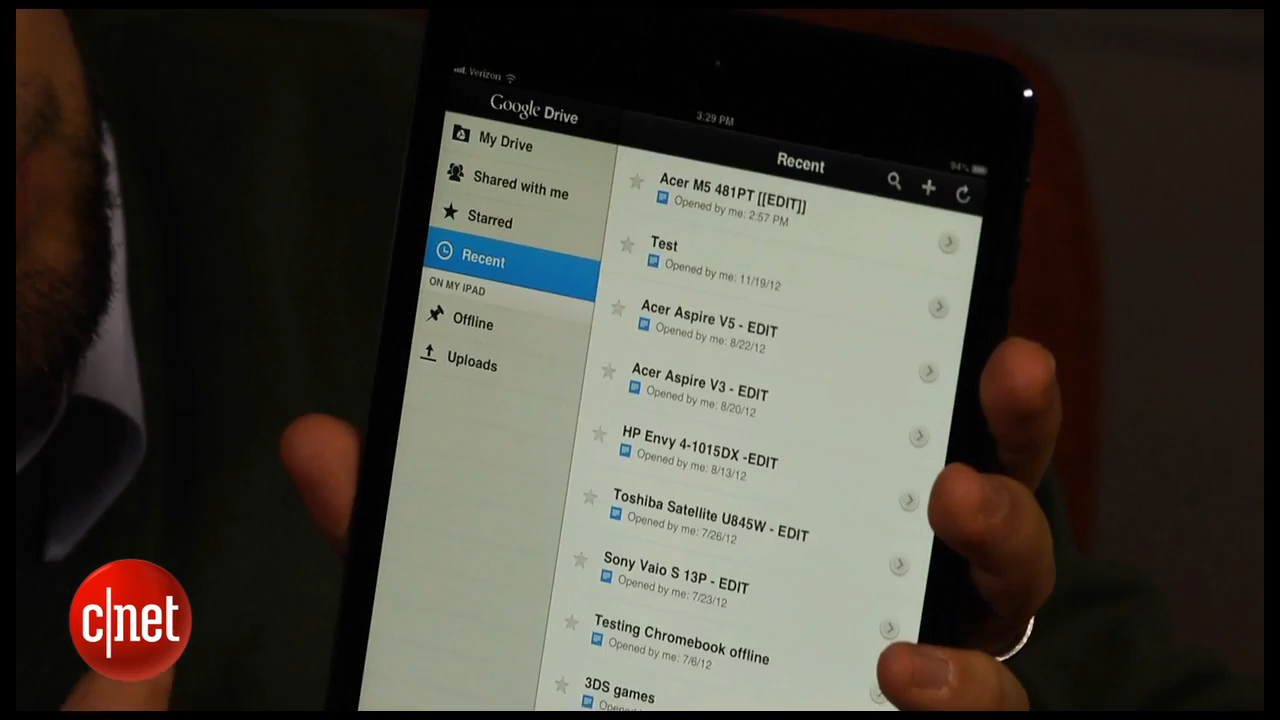 Verizon
3:29 PM
94%
Google Drive
Recent
My Drive
Shared with me
Starred
Recent
ON MY IPAD
Offline
Uploads
Acer M5 481PT [[EDIT]]
Opened by me: 2:57 PM
Test
Opened by me: 11/19/12
Acer Aspire V5 - EDIT
Opened by me: 8/22/12
Acer Aspire V3 - EDIT
Opened by me: 8/20/12
HP Envy 4-1015DX -EDIT
Opened by me: 8/13/12
Toshiba Satellite U845W - EDIT
Opened by me: 7/26/12
Sony Vaio S 13P - EDIT
Opened by me: 7/23/12
Testing Chromebook offline
Opened by me: 7/6/12
3DS games
c|net